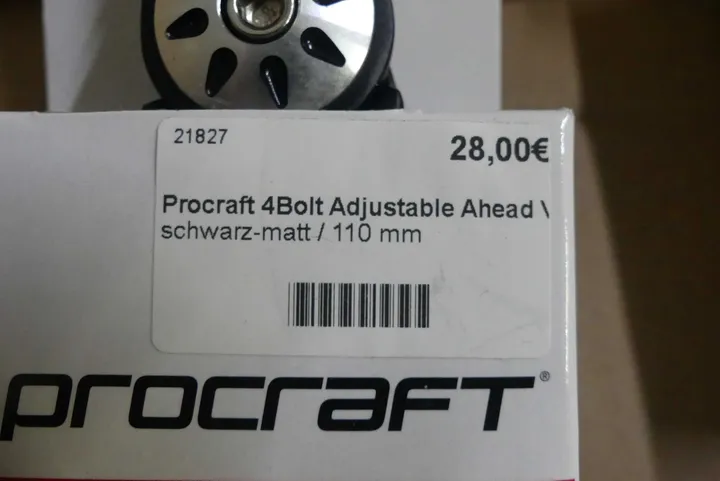 21827
28,00€
Procraft 4Bolt Adjustable Ahead
schwarz-matt / 110 mm
procraft®